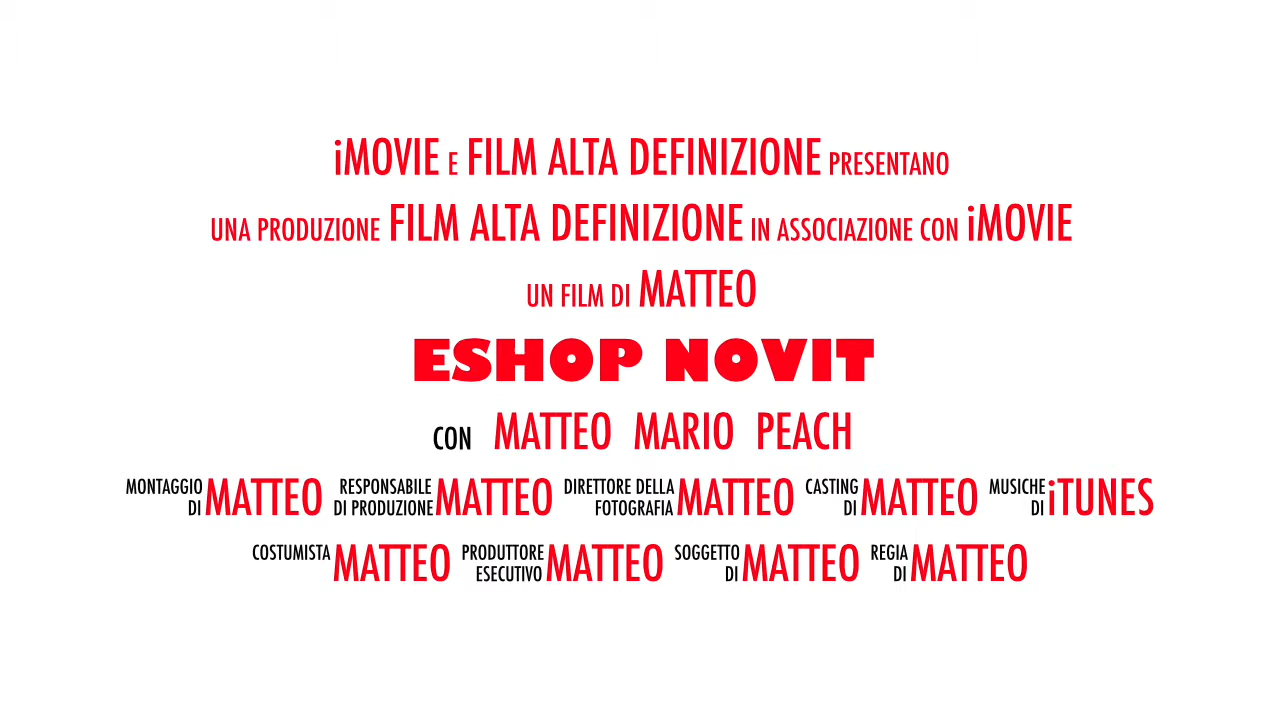 iMOVIE E FILM ALTA DEFINIZIONE PRESENTANO
UNA PRODUZIONE FILM ALTA DEFINIZIONE IN ASSOCIAZIONE CON iMOVIE
UN FILM DI MATTEO
ESHOP NOVIT
CON MATTEO MARIO PEACH
MONTAGGIO DI MATTEO RESPONSABILE DI PRODUZIONE MATTEO DIRETTORE DELLA FOTOGRAFIA MATTEO CASTING DI MATTEO MUSICHE DI iTUNES
COSTUMISTA MATTEO PRODUTTORE ESECUTIVO MATTEO SOGGETTO DI MATTEO REGIA DI MATTEO